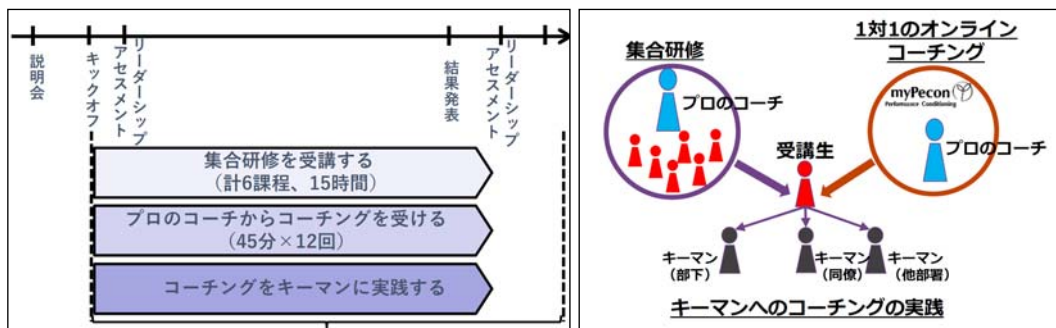 説明会
キックオフ
リーダーシップ
アセスメント
結果発表
リーダーシップ
アセスメント
集合研修を受講する
（計6課程、15時間）
プロのコーチからコーチングを受ける
（45分×12回）
コーチングをキーマンに実践する
集合研修
プロのコーチ
1対1のオンライン
コーチング
myPecon
Performance Conditioning
プロのコーチ
受講生
キーマン
（部下）
キーマン
（同僚）
キーマン
（他部署）
キーマンへのコーチングの実践